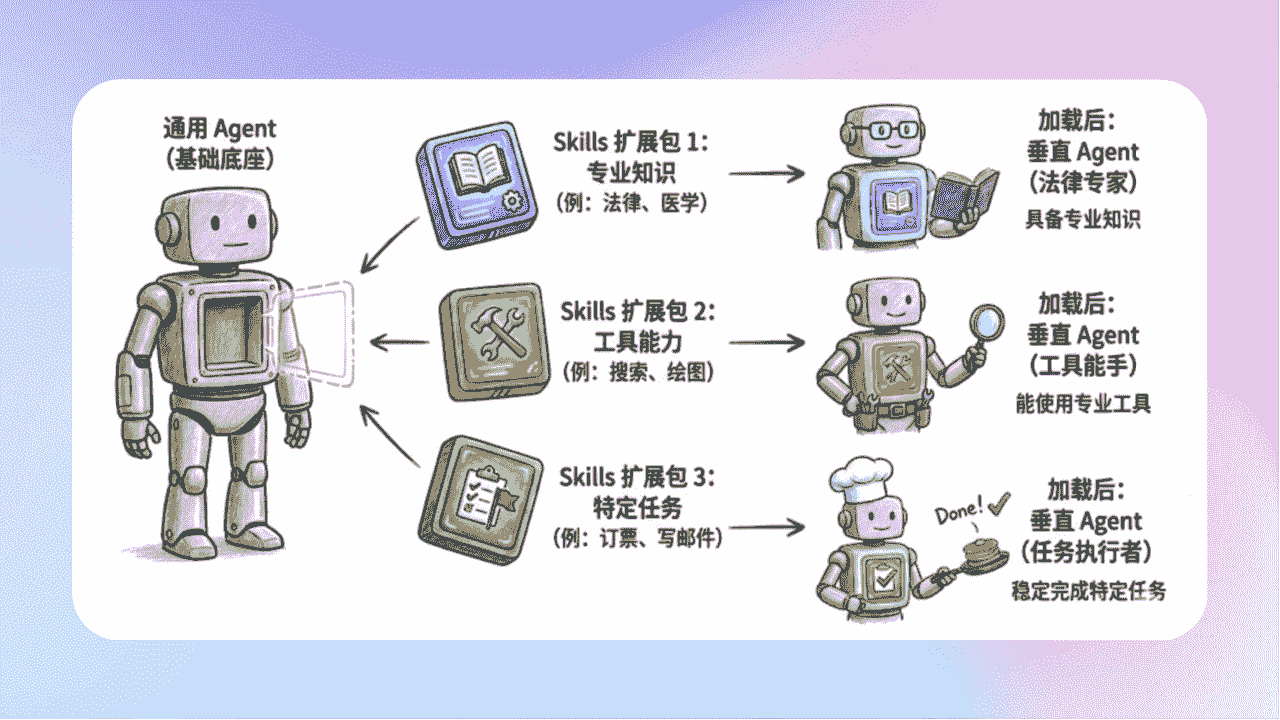 通用 Agent
（基础底座）
Skills 扩展包 1：
专业知识
（例：法律、医学）
加载后：
垂直 Agent
（法律专家）
具备专业知识
Skills 扩展包 2：
工具能力
（例：搜索、绘图）
加载后：
垂直 Agent
（工具能手）
能使用专业工具
Skills 扩展包 3：
特定任务
（例：订票、写邮件）
Done!
加载后：
垂直 Agent
（任务执行者）
稳定完成特定任务